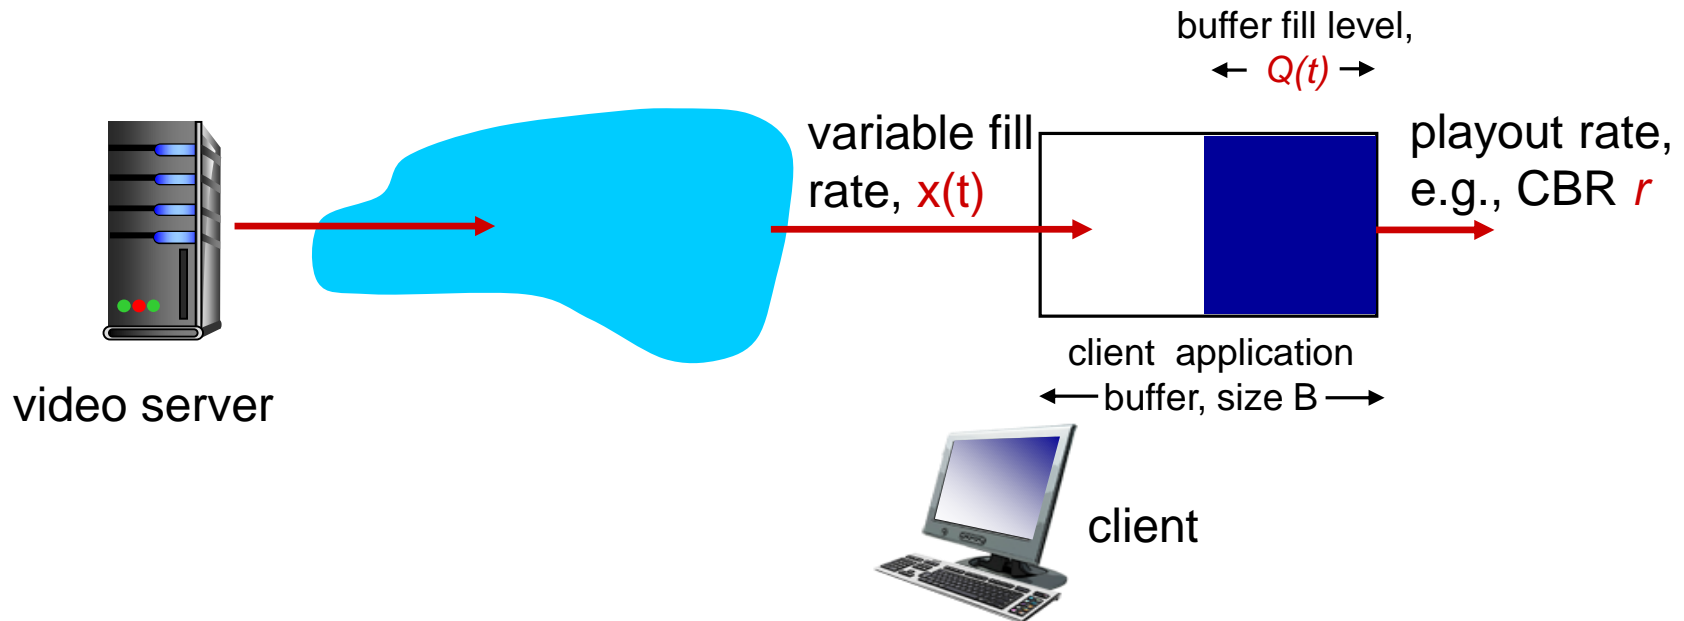 buffer fill level,
Q(t)
variable fill
rate, x(t)
playout rate,
e.g., CBR r
client application
buffer, size B
video server
client